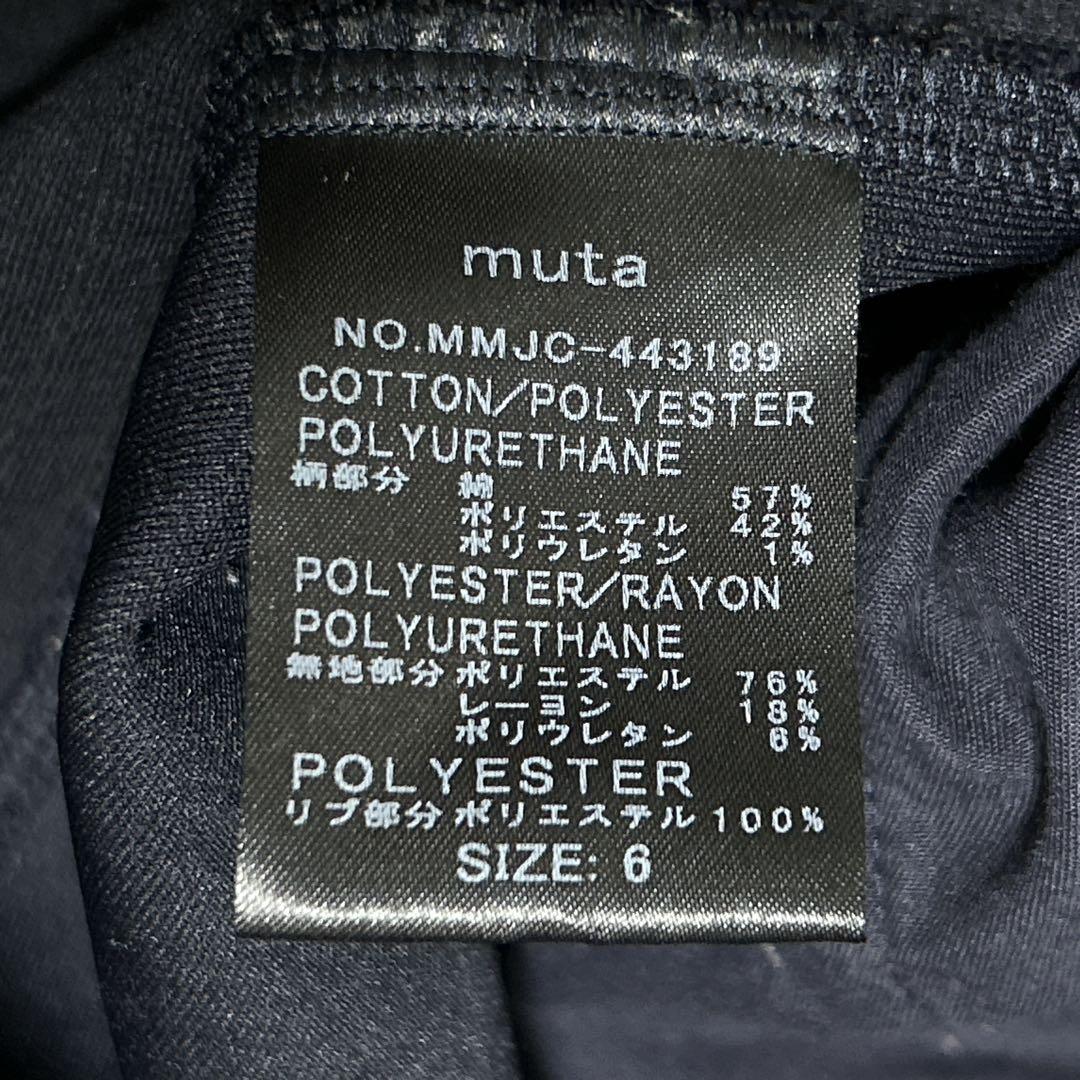 muta
NO.MMJC-443189
COTTON/POLYESTER
POLYURETHANE
柄部分 綿 57%
ポリエステル 42%
ポリウレタン 1%
POLYESTER/RAYON
POLYURETHANE
無地部分 ポリエステル 76%
レーヨン 18%
ポリウレタン 6%
POLYESTER
リブ部分 ポリエステル 100%
SIZE: 6